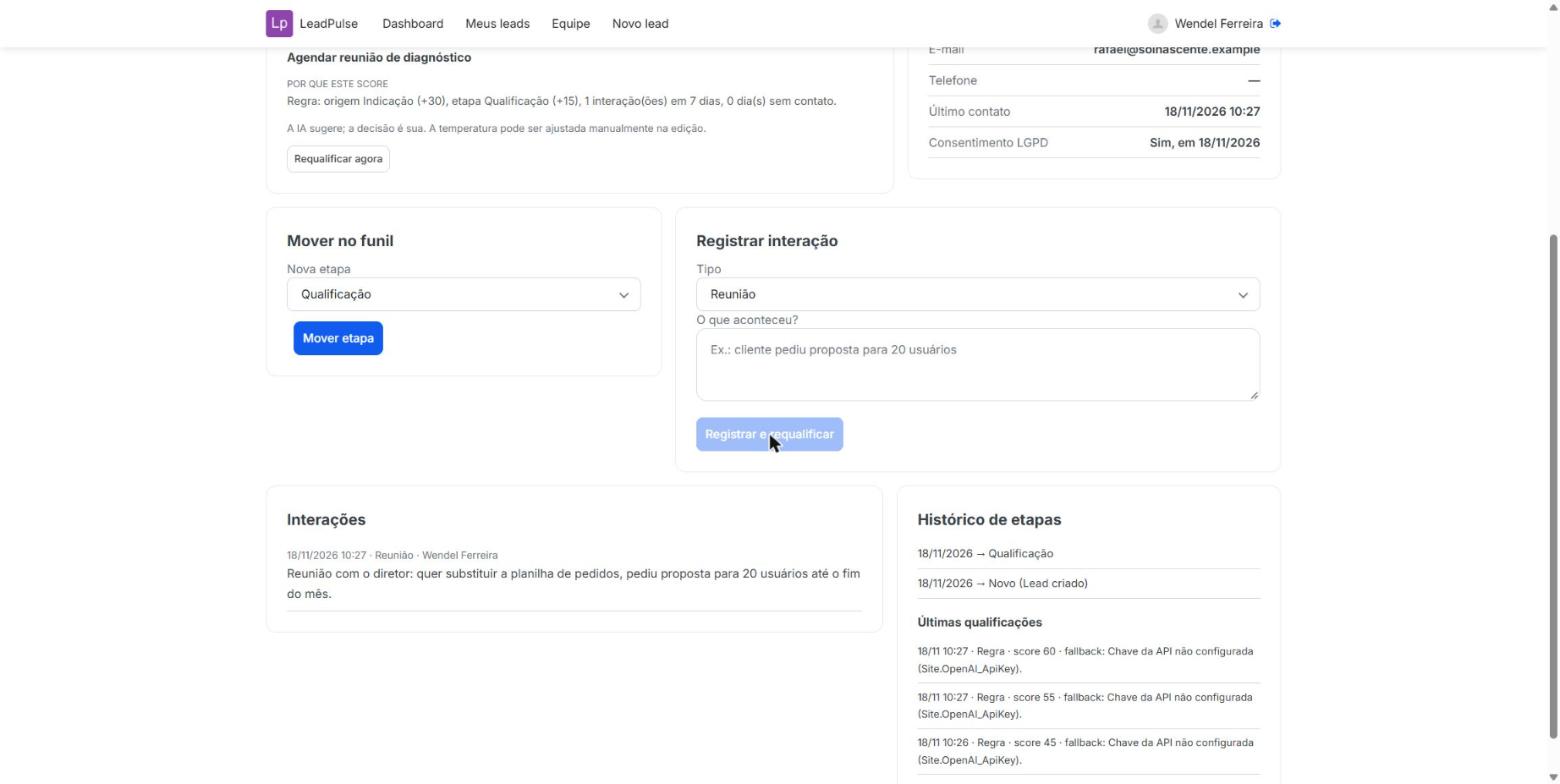 Lp LeadPulse Dashboard Meus leads Equipe Novo lead Wendel Ferreira
Agendar reunião de diagnóstico
POR QUE ESTE SCORE
Regra: origem Indicação (+30), etapa Qualificação (+15), 1 interação(ões) em 7 dias, 0 dia(s) sem contato.
A IA sugere; a decisão é sua. A temperatura pode ser ajustada manualmente na edição.
Requalificar agora
E-mail rafael@solnascente.example
Telefone —
Último contato 18/11/2026 10:27
Consentimento LGPD Sim, em 18/11/2026
Mover no funil
Nova etapa
Qualificação
Mover etapa
Registrar interação
Tipo
Reunião
O que aconteceu?
Ex.: cliente pediu proposta para 20 usuários
Registrar e requalificar
Interações
18/11/2026 10:27 · Reunião · Wendel Ferreira
Reunião com o diretor: quer substituir a planilha de pedidos, pediu proposta para 20 usuários até o fim
do mês.
Histórico de etapas
18/11/2026 → Qualificação
18/11/2026 → Novo (Lead criado)
Últimas qualificações
18/11 10:27 · Regra · score 60 · fallback: Chave da API não configurada
(Site.OpenAI_ApiKey).
18/11 10:27 · Regra · score 55 · fallback: Chave da API não configurada
(Site.OpenAI_ApiKey).
18/11 10:26 · Regra · score 45 · fallback: Chave da API não configurada
(Site.OpenAI_ApiKey).